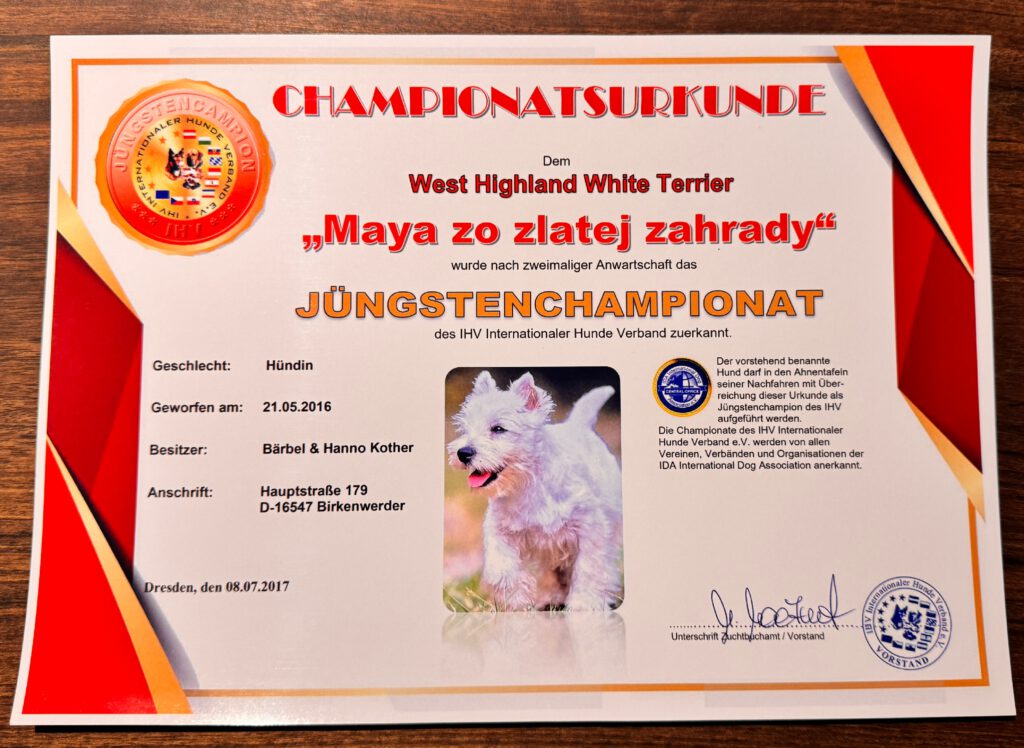 CHAMPIONATSURKUNDE
JÜNGSTENCAMPION
INTERNATIONALER HUNDE VERBAND E.V.
IHV
IHV
Dem
West Highland White Terrier
„Maya zo zlatej zahrady“
wurde nach zweimaliger Anwartschaft das
JÜNGSTENCHAMPIONAT
des IHV Internationaler Hunde Verband zuerkannt.
Geschlecht: Hündin
Geworfen am: 21.05.2016
Besitzer: Bärbel & Hanno Kother
Anschrift: Hauptstraße 179
D-16547 Birkenwerder
CENTRAL OFFICE
Der vorstehend benannte
Hund darf in den Ahnentafeln
seiner Nachfahren mit Über-
reichung dieser Urkunde als
Jüngstenchampion des IHV
aufgeführt werden.
Die Championate des IHV Internationaler
Hunde Verband e.V. werden von allen
Vereinen, Verbänden und Organisationen der
IDA International Dog Association anerkannt.
Dresden, den 08.07.2017
Unterschrift Zuchtbuchamt / Vorstand
IHV Internationaler Hunde Verband e.V.
VORSTAND